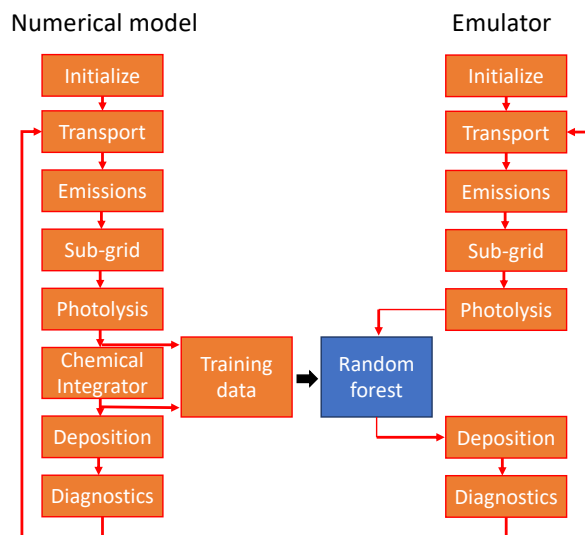 Numerical model
Initialize
Transport
Emissions
Sub-grid
Photolysis
Chemical
Integrator
Deposition
Diagnostics
Training
data
Random
forest
Emulator
Initialize
Transport
Emissions
Sub-grid
Photolysis
Deposition
Diagnostics